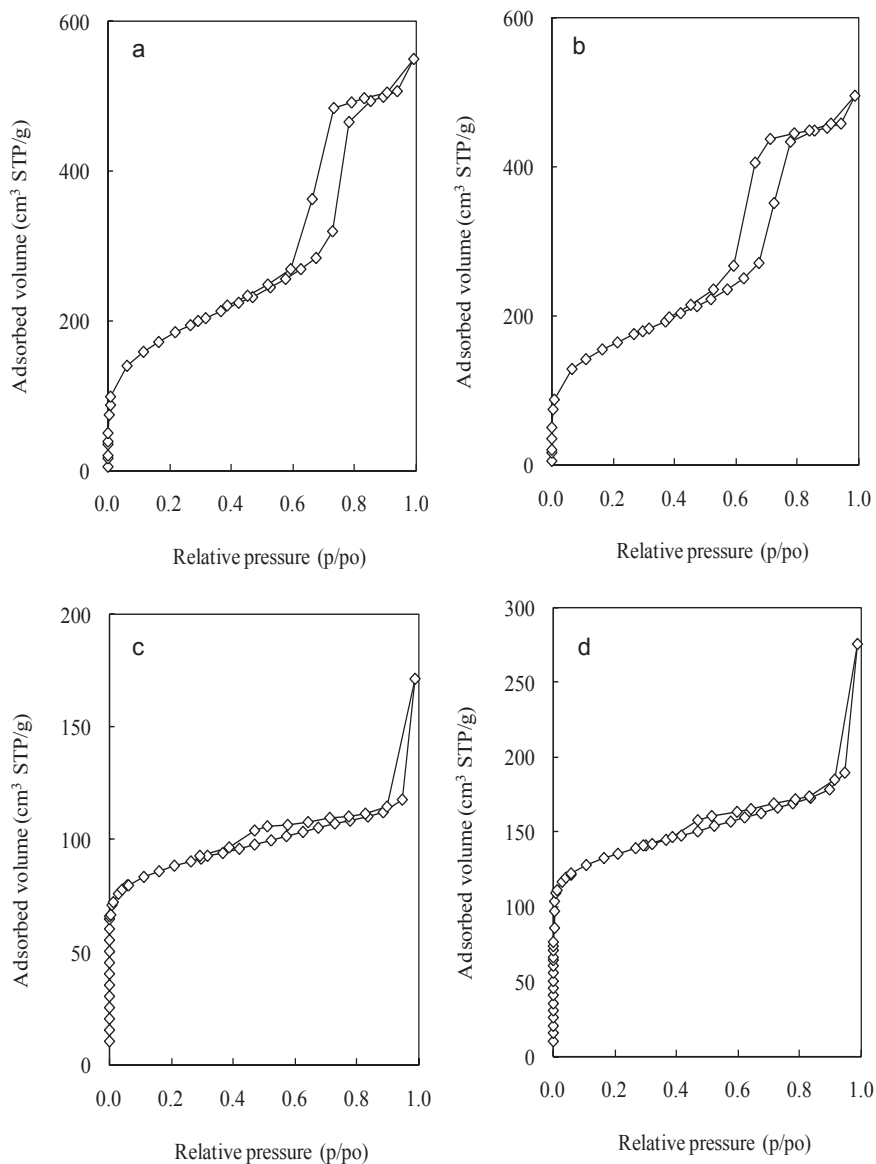 a
600
400
200
0
Adsorbed volume (cm³ STP/g)
0.0 0.2 0.4 0.6 0.8 1.0
Relative pressure (p/po)
b
600
400
200
0
Adsorbed volume (cm³ STP/g)
0.0 0.2 0.4 0.6 0.8 1.0
Relative pressure (p/po)
c
200
150
100
50
0
Adsorbed volume (cm³ STP/g)
0.0 0.2 0.4 0.6 0.8 1.0
Relative pressure (p/po)
d
300
250
200
150
100
50
0
Adsorbed volume (cm³ STP/g)
0.0 0.2 0.4 0.6 0.8 1.0
Relative pressure (p/po)